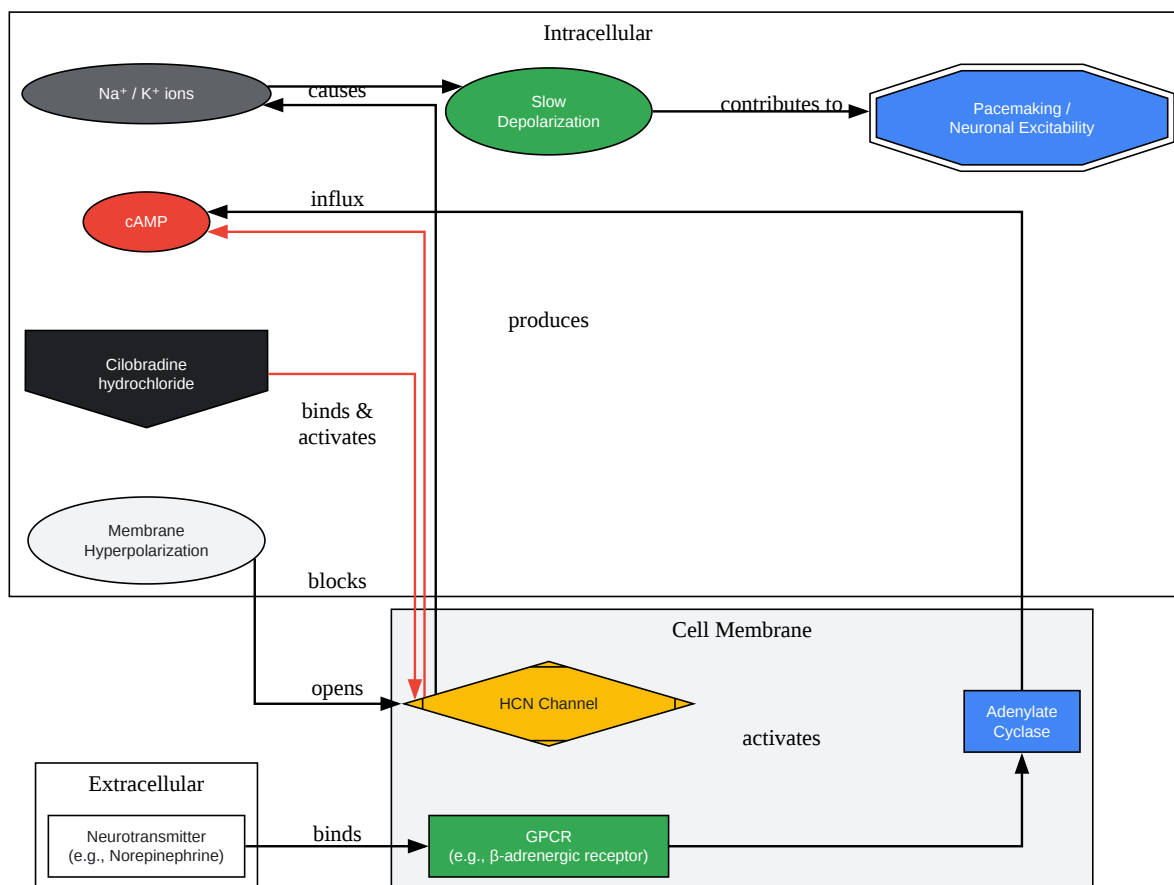 Intracellular
Na⁺ / K⁺ ions
causes
Slow
Depolarization
contributes to
Pacemaking /
Neuronal Excitability
influx
cAMP
produces
Cilobradine
hydrochloride
binds &
activates
Membrane
Hyperpolarization
blocks
Cell Membrane
opens
HCN Channel
activates
Adenylate
Cyclase
Extracellular
Neurotransmitter
(e.g., Norepinephrine)
binds
GPCR
(e.g., β-adrenergic receptor)